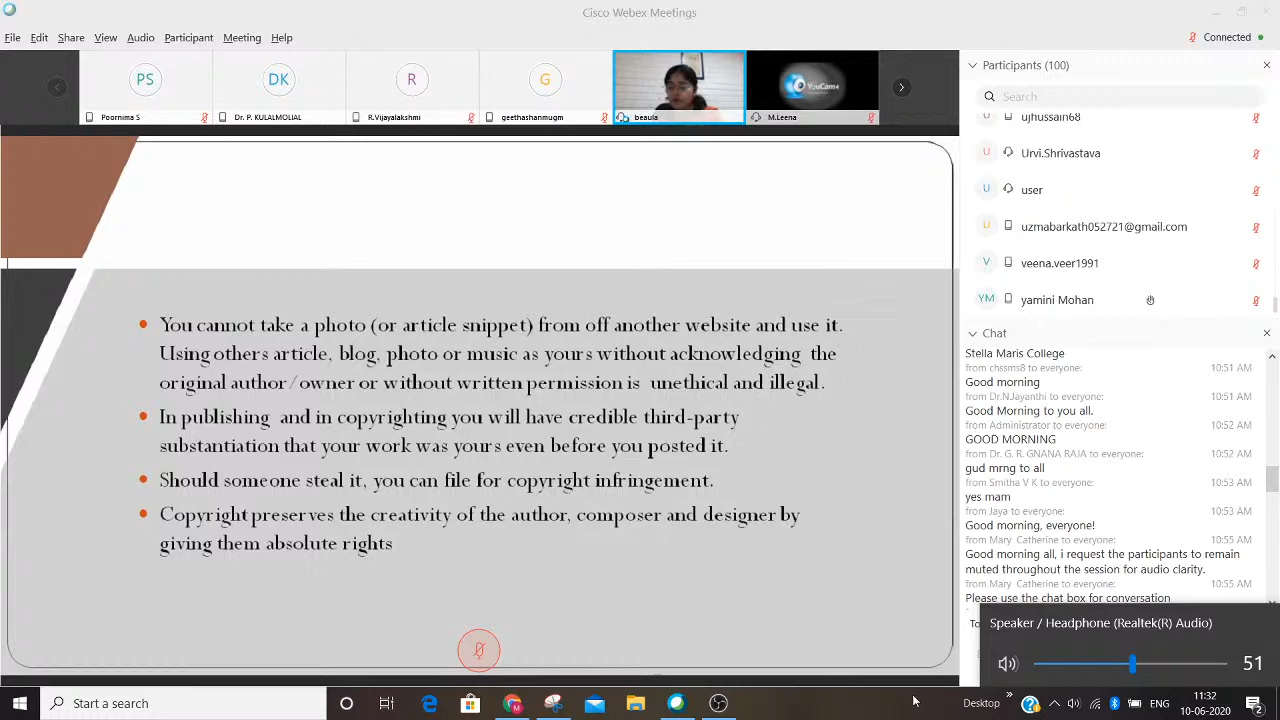 Cisco Webex Meetings
File Edit Share View Audio Participant Meeting Help
Connected
PS
Poornima S
DK
Dr. P. KULALMOLIAL
R
R.Vijayalakshmi
G
geethashanmugm
beaula
YouCam4
M.Leena
You cannot take a photo (or article snippet) from off another website and use it.
Using others article, blog, photo or music as yours without acknowledging the
original author/owner or without written permission is unethical and illegal.
In publishing and in copyrighting you will have credible third-party
substantiation that your work was yours even before you posted it.
Should someone steal it, you can file for copyright infringement.
Copyright preserves the creativity of the author, composer and designer by
giving them absolute rights
Participants (100)
Search
ujhussain68
U Urvi.Shrivastava
U user
U uzmabarkath052721@gmail.com
V veena.veer1991
YM yamini Mohan
Chat
Stella Maris College
from chssms8 to everyone: 10:51 AM
Good morning
from Dr.N.Jayanthi to everyone: 10:51 AM
Good Morning to you all.
from Administrator to everyone: 10:52 AM
GOOD MORNING
from Dr. G. R. GNANA RAJA to everyone: 10:52 AM
gud mrng to all
from Smitha V K to everyone: 10:53 AM
yes mam
from Jaya to everyone: 10:53 AM
Good morning, everyone!
from Mary Catherine to everyone: 10:55 AM
Good morning all, i request the participants to remain
muted throughout the session for audio clarity.
from Mary Catherine to everyone: 10:55 AM
Please use the chat box for conversation
To
Speaker / Headphone (Realtek(R) Audio)
51
Type here to search
Desktop
ENG
11:32
10-06-2020